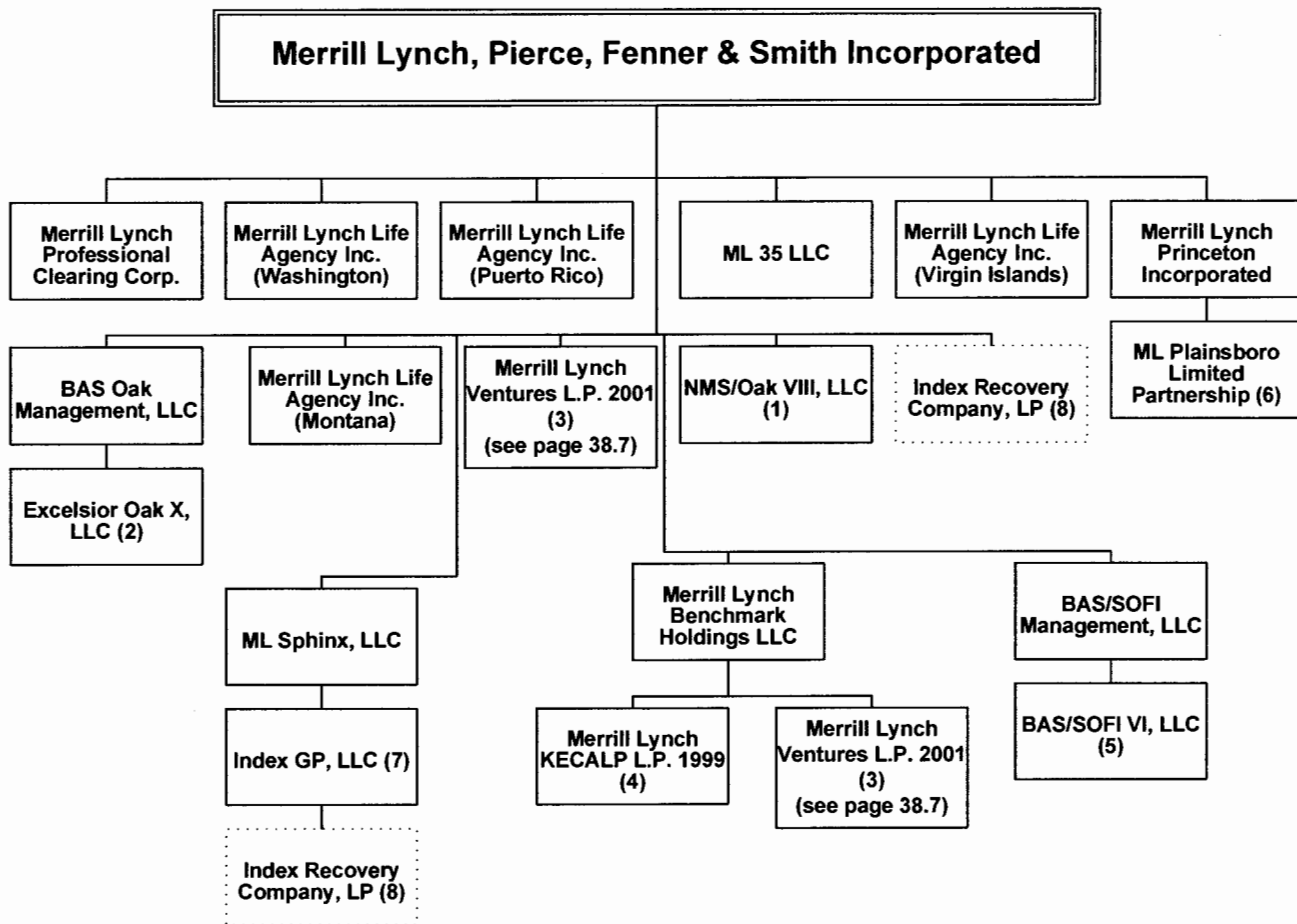 Merrill Lynch, Pierce, Fenner & Smith Incorporated
Merrill Lynch
Professional
Clearing Corp.
Merrill Lynch Life
Agency Inc.
(Washington)
Merrill Lynch Life
Agency Inc.
(Puerto Rico)
ML 35 LLC
Merrill Lynch Life
Agency Inc.
(Virgin Islands)
Merrill Lynch
Princeton
Incorporated
BAS Oak
Management, LLC
Merrill Lynch Life
Agency Inc.
(Montana)
Merrill Lynch
Ventures L.P. 2001
(3)
(see page 38.7)
NMS/Oak VIII, LLC
(1)
Index Recovery
Company, LP (8)
ML Plainsboro
Limited
Partnership (6)
Excelsior Oak X,
LLC (2)
ML Sphinx, LLC
Merrill Lynch
Benchmark
Holdings LLC
BAS/SOFI
Management, LLC
Index GP, LLC (7)
Merrill Lynch
KECALP L.P. 1999
(4)
Merrill Lynch
Ventures L.P. 2001
(3)
(see page 38.7)
BAS/SOFI VI, LLC
(5)
Index Recovery
Company, LP (8)